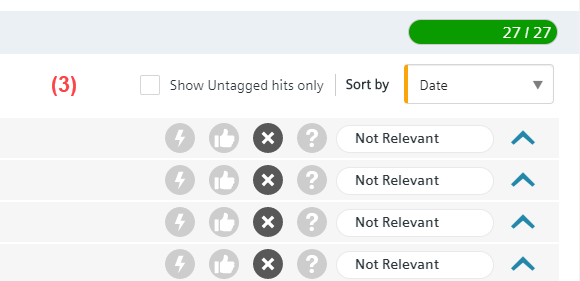 27 / 27
(3) Show Untagged hits only Sort by Date
Not Relevant
Not Relevant
Not Relevant
Not Relevant